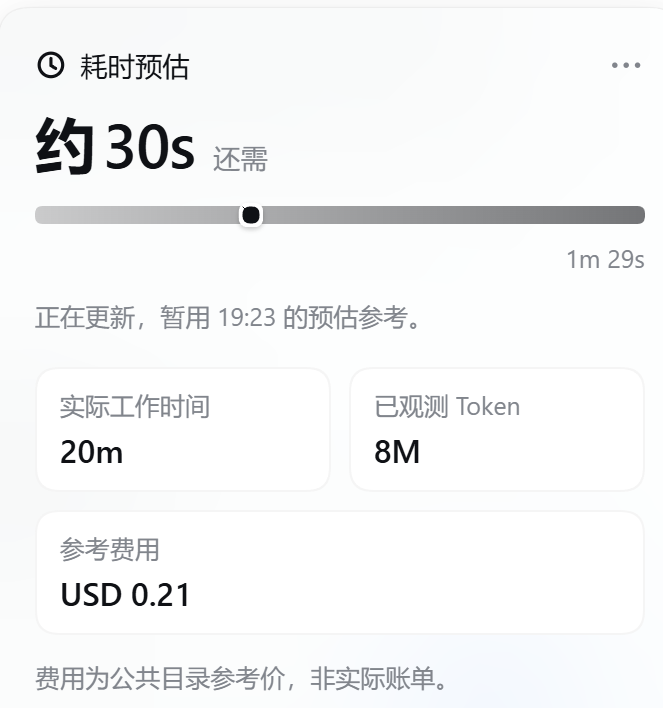 耗时预估
约 30s 还需
1m 29s
正在更新，暂用 19:23 的预估参考。
实际工作时间
20m
已观测 Token
8M
参考费用
USD 0.21
费用为公共目录参考价，非实际账单。